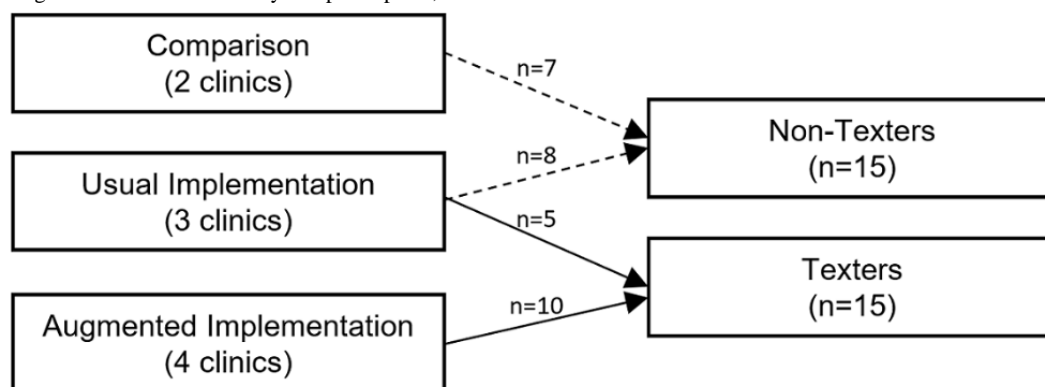 Comparison
(2 clinics)
n=7
Non-Texters
(n=15)
n=8
Usual Implementation
(3 clinics)
n=5
Texters
(n=15)
n=10
Augmented Implementation
(4 clinics)